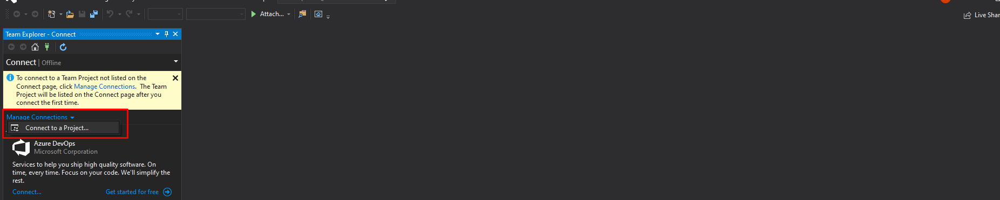 Attach...
Live Shar
Team Explorer - Connect
Connect | Offline
To connect to a Team Project not listed on the
Connect page, click Manage Connections. The Team
Project will be listed on the Connect page after you
connect the first time.
Manage Connections
Connect to a Project...
Azure DevOps
Microsoft Corporation
Services to help you ship high quality software. On
time, every time. Focus on your code. We'll simplify the
rest.
Connect...
Get started for free